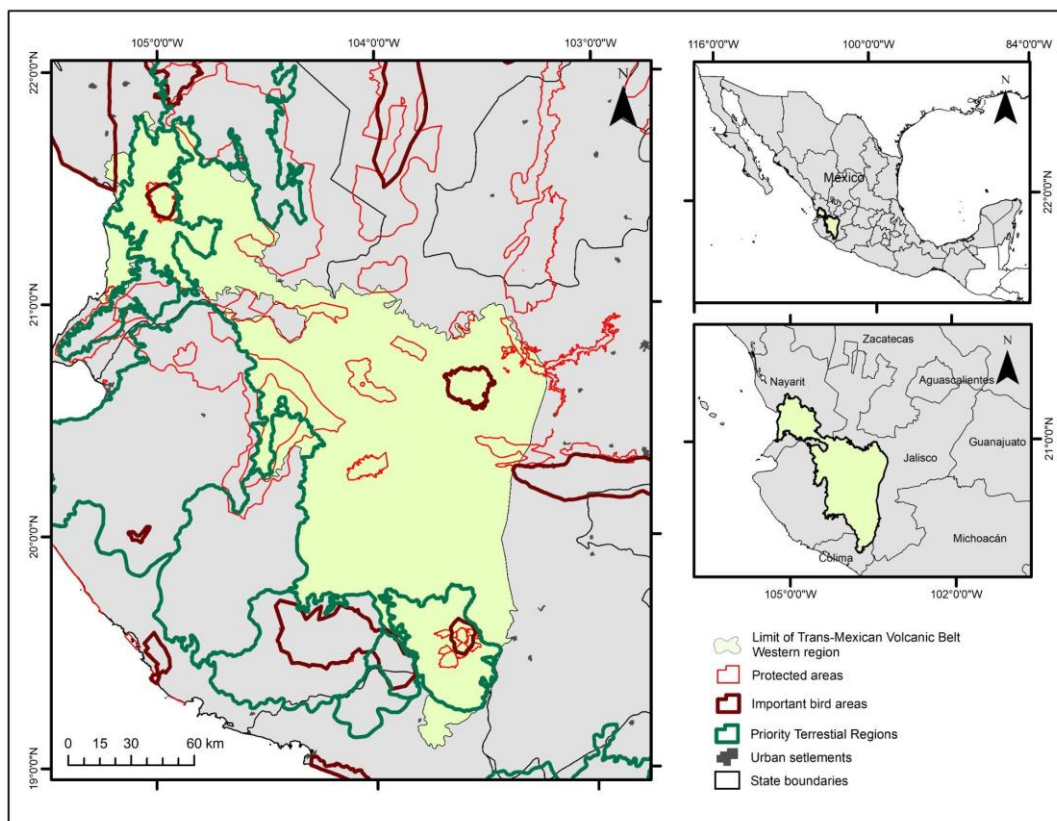 105°0'0"W
104°0'0"W
103°0'0"W
22°0'0"N
21°0'0"N
20°0'0"N
19°0'0"N
N
0 15 30 60 km
116°0'0"W
100°0'0"W
84°0'0"W
N
México
22°0'0"N
N
Zacatecas
Nayarit
Aguascalientes
21°0'0"N
Guanajuato
Jalisco
Michoacán
Colima
105°0'0"W
102°0'0"W
Limit of Trans-Mexican Volcanic Belt
Western region
Protected areas
Important bird areas
Priority Terrestial Regions
Urban setlements
State boundaries